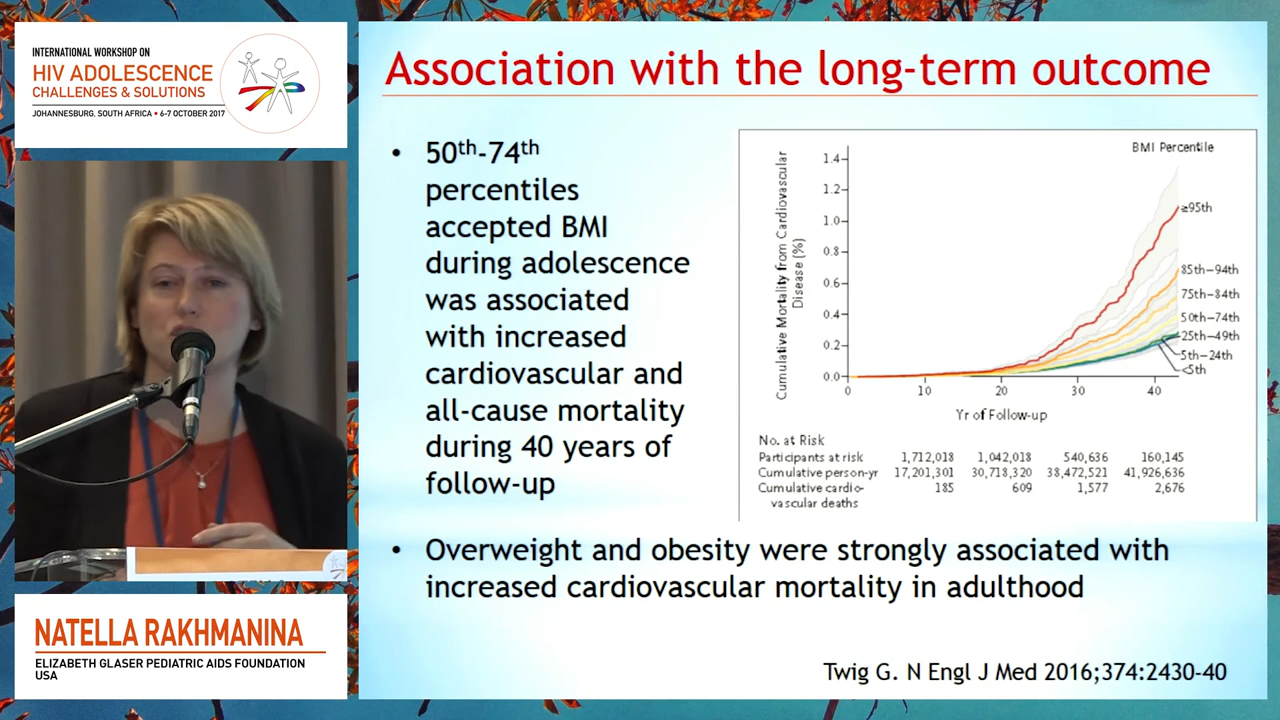 INTERNATIONAL WORKSHOP ON
HIV ADOLESCENCE
CHALLENGES & SOLUTIONS
JOHANNESBURG, SOUTH AFRICA • 6-7 OCTOBER 2017
NATELLA RAKHMANINA
ELIZABETH GLASER PEDIATRIC AIDS FOUNDATION
USA
Association with the long-term outcome
• 50th-74th
percentiles
accepted BMI
during adolescence
was associated
with increased
cardiovascular and
all-cause mortality
during 40 years of
follow-up
Cumulative Mortality from Cardiovascular
Disease (%)
BMI Percentile
1.4
1.2
1.0
0.8
0.6
0.4
0.2
0.0
≥95th
85th–94th
75th–84th
50th–74th
25th–49th
5th–24th
<5th
0 10 20 30 40
Yr of Follow-up
No. at Risk
Participants at risk 1,712,018 1,042,018 540,636 160,145
Cumulative person-yr 17,201,301 30,718,320 38,472,521 41,926,636
Cumulative cardio- 185 609 1,577 2,676
vascular deaths
• Overweight and obesity were strongly associated with
increased cardiovascular mortality in adulthood
Twig G. N Engl J Med 2016;374:2430-40